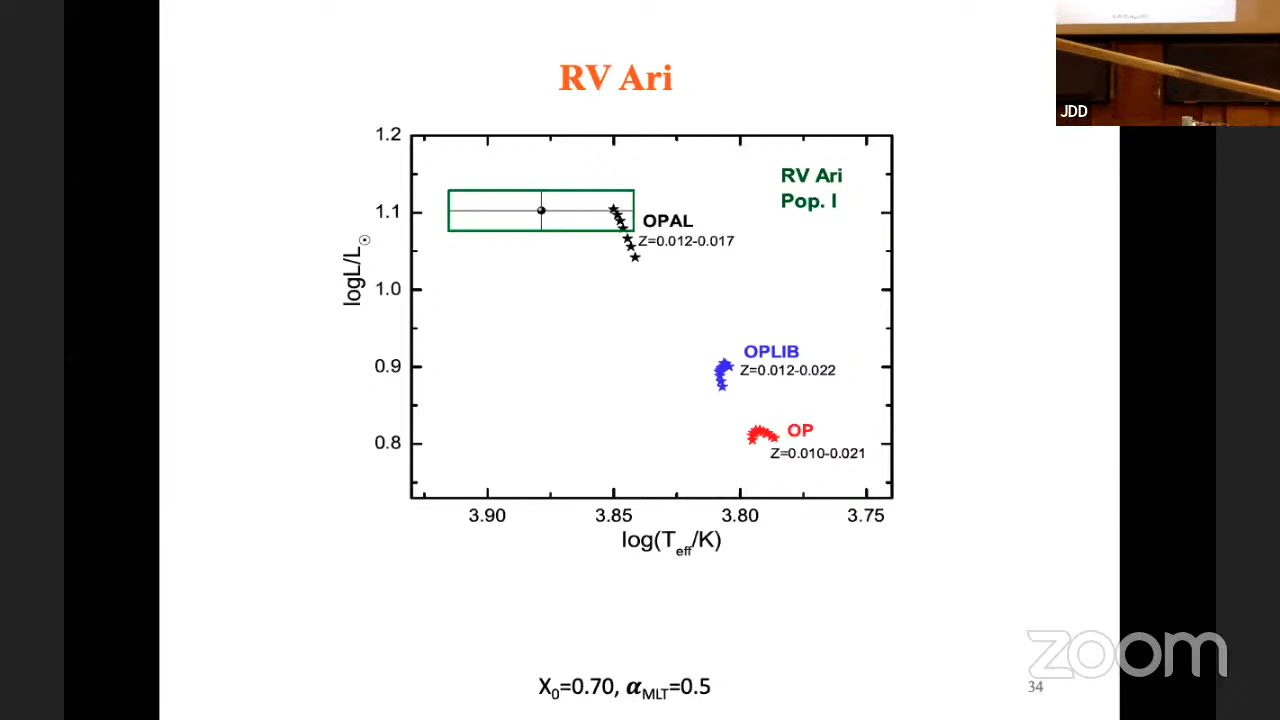 RV Ari
JDD
1.2
1.1
1.0
0.9
0.8
logL/L☉
RV Ari
Pop. I
OPAL
Z=0.012-0.017
OPLIB
Z=0.012-0.022
OP
Z=0.010-0.021
3.90 3.85 3.80 3.75
log(Teff/K)
zoom
X0=0.70, αMLT=0.5
34